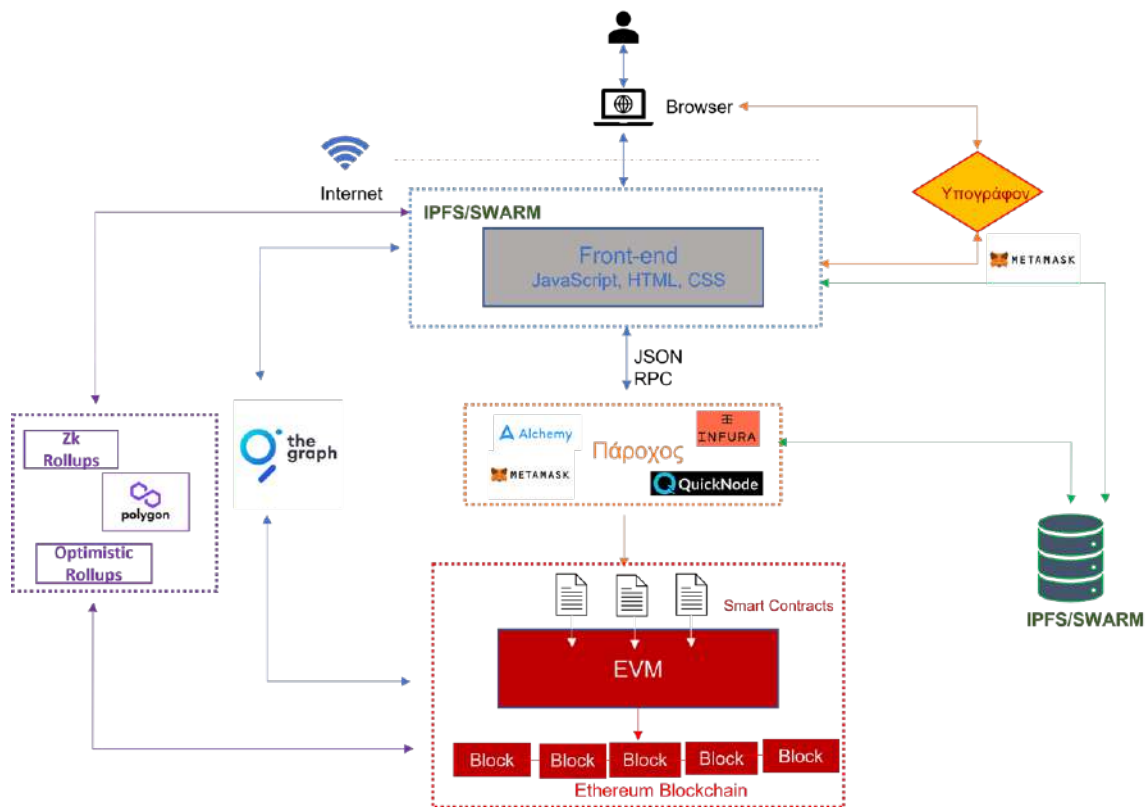 Browser
Internet
Υπογράφον
METAMASK
IPFS/SWARM
Front-end
JavaScript, HTML, CSS
JSON
RPC
Zk
Rollups
polygon
Optimistic
Rollups
the
graph
Alchemy
INFURA
Πάροχος
METAMASK
QuickNode
Smart Contracts
EVM
Block
Block
Block
Block
Block
Ethereum Blockchain
IPFS/SWARM